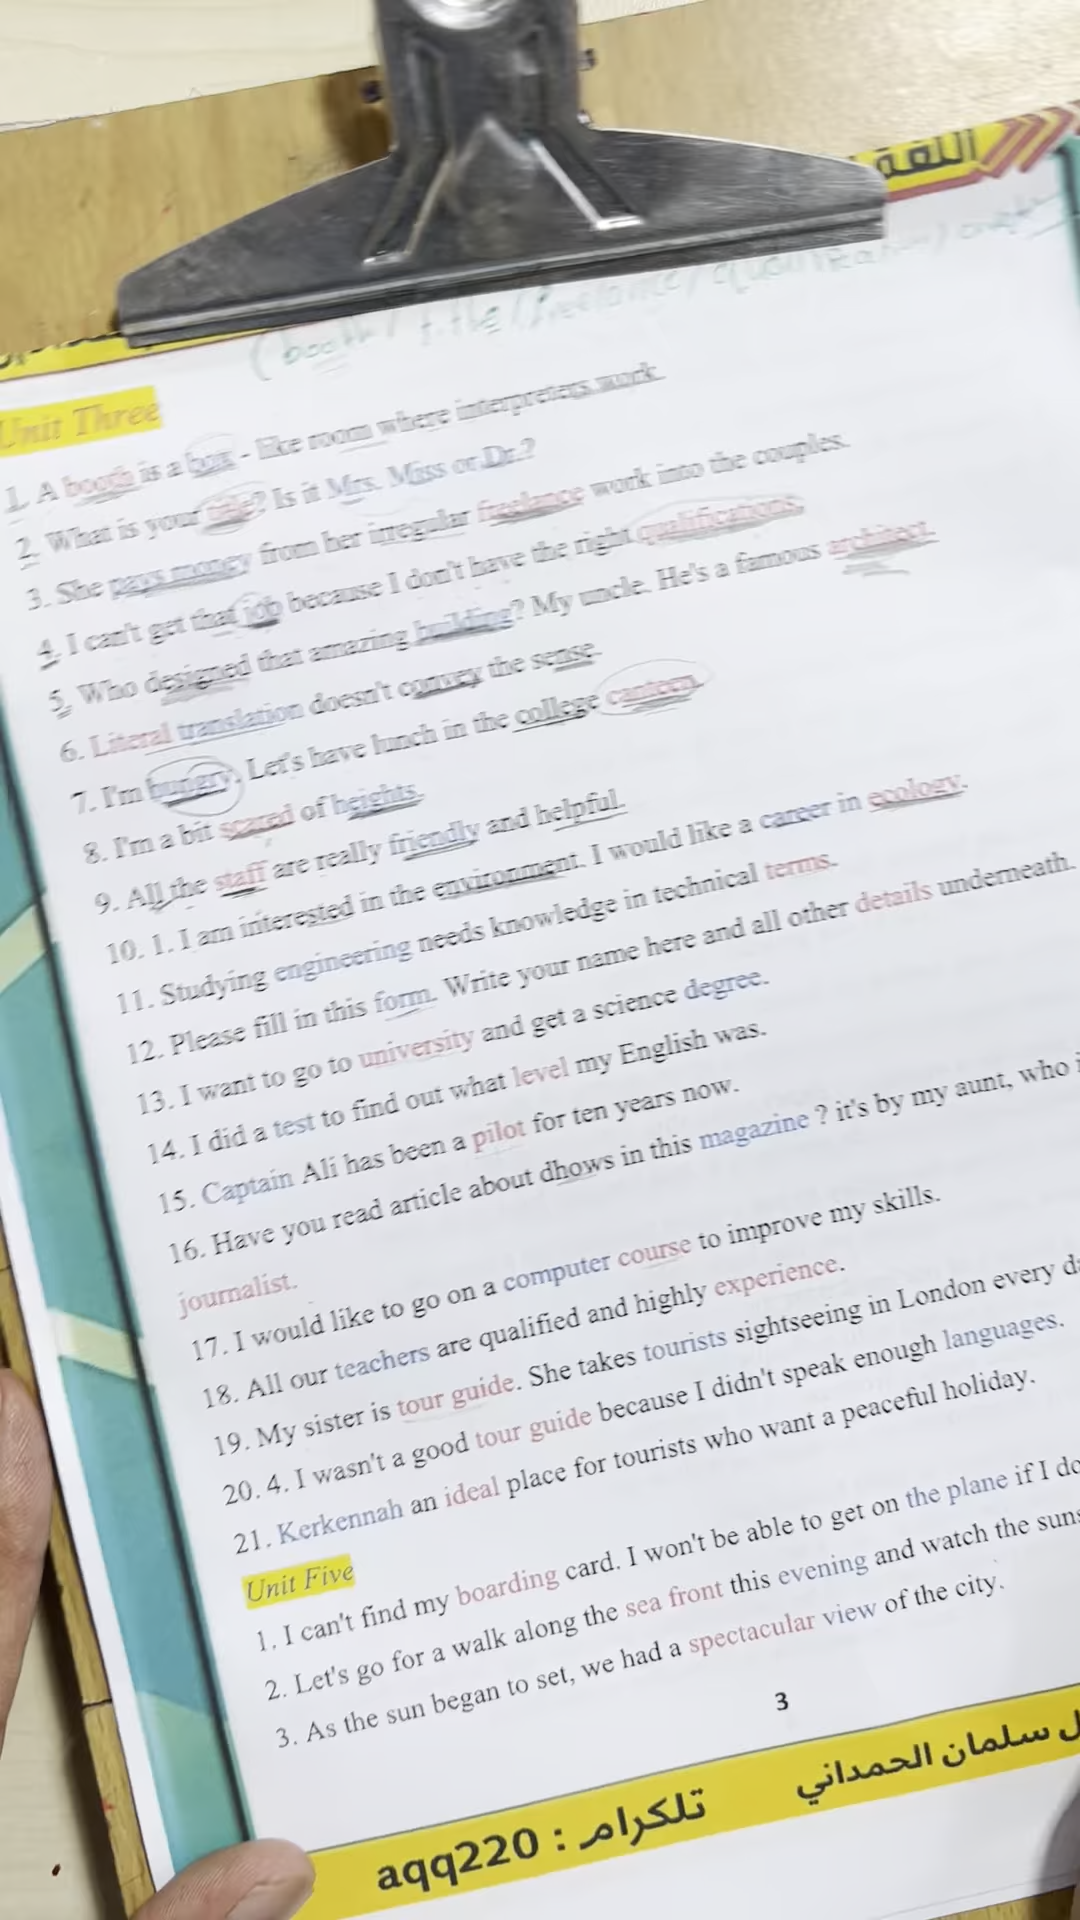 اللغة
(booth / title / freelance / qualification /
Unit Three
1. A booth is a box - like room where interpreters work.
2. What is your title? Is it Mrs. Miss or Dr.?
3. She pays money from her irregular freelance work into the couples.
4. I can't get that job because I don't have the right qualifications.
5. Who designed that amazing building? My uncle. He's a famous architect.
6. Literal translation doesn't convey the sense.
7. I'm hungry. Let's have lunch in the college canteen.
8. I'm a bit scared of heights.
9. All the staff are really friendly and helpful.
10. 1. I am interested in the environment. I would like a career in ecology.
11. Studying engineering needs knowledge in technical terms.
12. Please fill in this form. Write your name here and all other details underneath.
13. I want to go to university and get a science degree.
14. I did a test to find out what level my English was.
15. Captain Ali has been a pilot for ten years now.
16. Have you read article about dhows in this magazine ? it's by my aunt, who
journalist.
17. I would like to go on a computer course to improve my skills.
18. All our teachers are qualified and highly experience.
19. My sister is tour guide. She takes tourists sightseeing in London every
20. 4. I wasn't a good tour guide because I didn't speak enough languages.
21. Kerkennah an ideal place for tourists who want a peaceful holiday.
Unit Five
1. I can't find my boarding card. I won't be able to get on the plane if I
2. Let's go for a walk along the sea front this evening and watch the
3. As the sun began to set, we had a spectacular view of the city.
3
سلمان الحمداني
تلكرام : aqq220